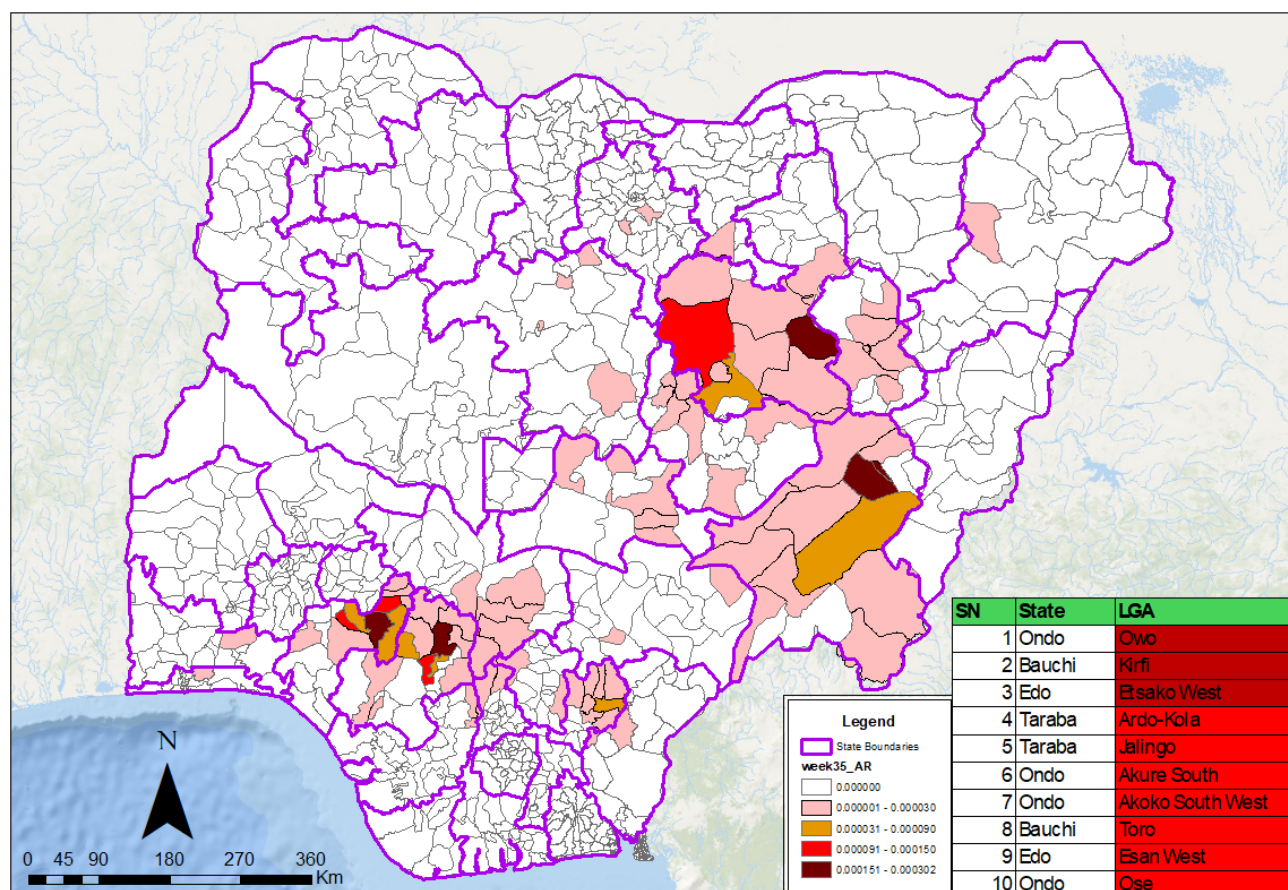 N
0 45 90 180 270 360
Km
Legend
State Boundaries
week35_AR
0.000000
0.000001 - 0.000030
0.000031 - 0.000090
0.000091 - 0.000150
0.000151 - 0.000302
SN State LGA
1 Ondo Owo
2 Bauchi Kirfi
3 Edo Etsako West
4 Taraba Ardo-Kola
5 Taraba Jalingo
6 Ondo Akure South
7 Ondo Akoko South West
8 Bauchi Toro
9 Edo Esan West
10 Ondo Ose